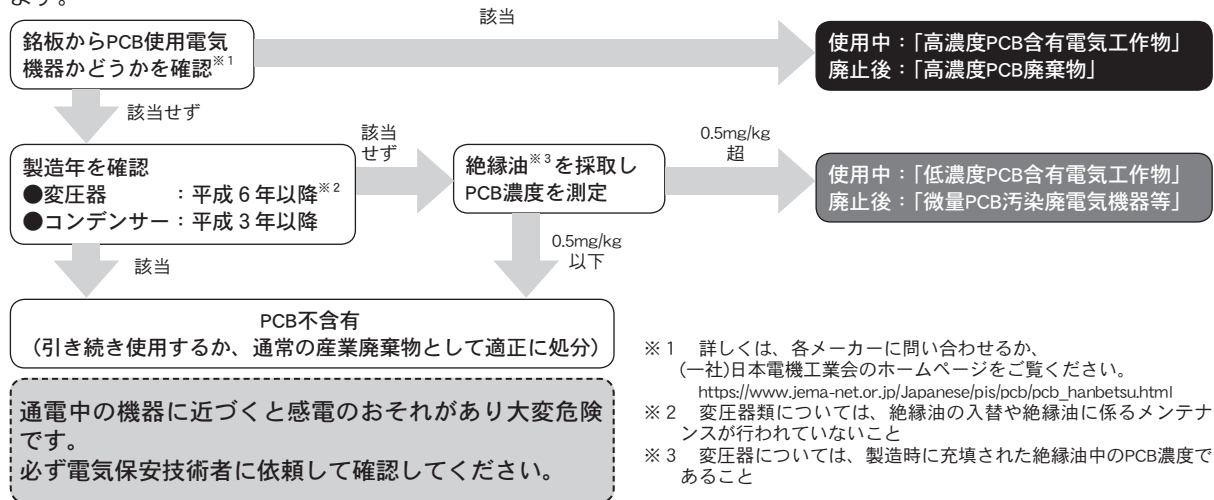 ます。
該当
銘板からPCB使用電気
機器かどうかを確認※1
使用中：「高濃度PCB含有電気工作物」
廃止後：「高濃度PCB廃棄物」
該当せず
製造年を確認
●変圧器　　：平成６年以降※2
●コンデンサー：平成３年以降
該当
せず
絶縁油※3を採取し
PCB濃度を測定
0.5mg/kg
超
使用中：「低濃度PCB含有電気工作物」
廃止後：「微量PCB汚染廃電気機器等」
該当
0.5mg/kg
以下
PCB不含有
（引き続き使用するか、通常の産業廃棄物として適正に処分）
通電中の機器に近づくと感電のおそれがあり大変危険
です。
必ず電気保安技術者に依頼して確認してください。
※１　詳しくは、各メーカーに問い合わせるか、
(一社)日本電機工業会のホームページをご覧ください。
https://www.jema-net.or.jp/Japanese/pis/pcb/pcb_hanbetsu.html
※２　変圧器類については、絶縁油の入替や絶縁油に係るメンテナ
ンスが行われていないこと
※３　変圧器については、製造時に充填された絶縁油中のPCB濃度で
あること